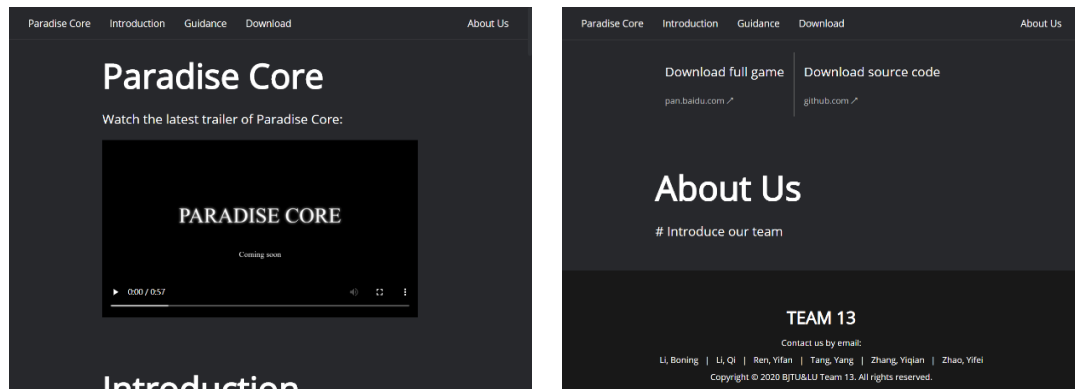 Paradise Core Introduction Guidance Download About Us
Paradise Core
Watch the latest trailer of Paradise Core:
PARADISE CORE
Coming soon
0:00 / 0:57
Introduction
Paradise Core Introduction Guidance Download About Us
Download full game
pan.baidu.com ↗
Download source code
github.com ↗
About Us
# Introduce our team
TEAM 13
Contact us by email:
Li, Boning | Li, Qi | Ren, Yifan | Tang, Yang | Zhang, Yiqian | Zhao, Yifei
Copyright © 2020 BJTU&LU Team 13. All rights reserved.